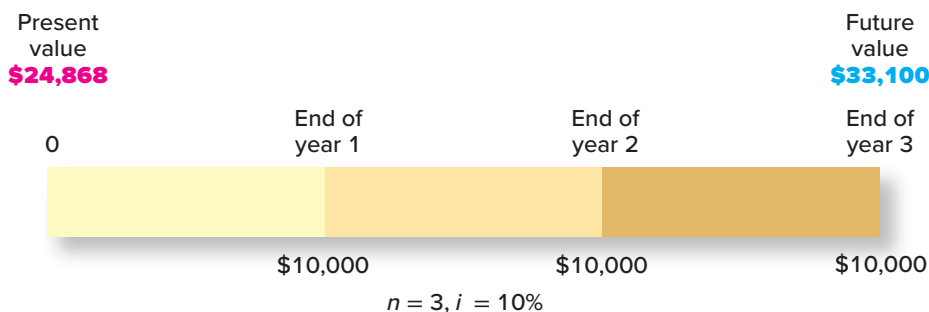 Present
value
$24,868
Future
value
$33,100
0
End of
year 1
End of
year 2
End of
year 3
$10,000
$10,000
$10,000
n = 3, i = 10%